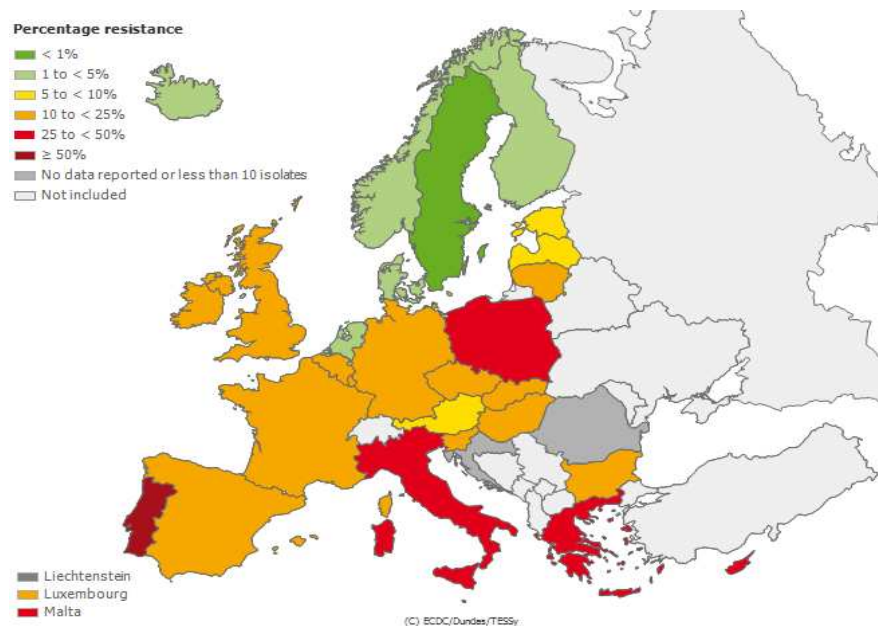 Percentage resistance
< 1%
1 to < 5%
5 to < 10%
10 to < 25%
25 to < 50%
≥ 50%
No data reported or less than 10 isolates
Not included
Liechtenstein
Luxembourg
Malta
(C) ECDC/Dundas/TESSy